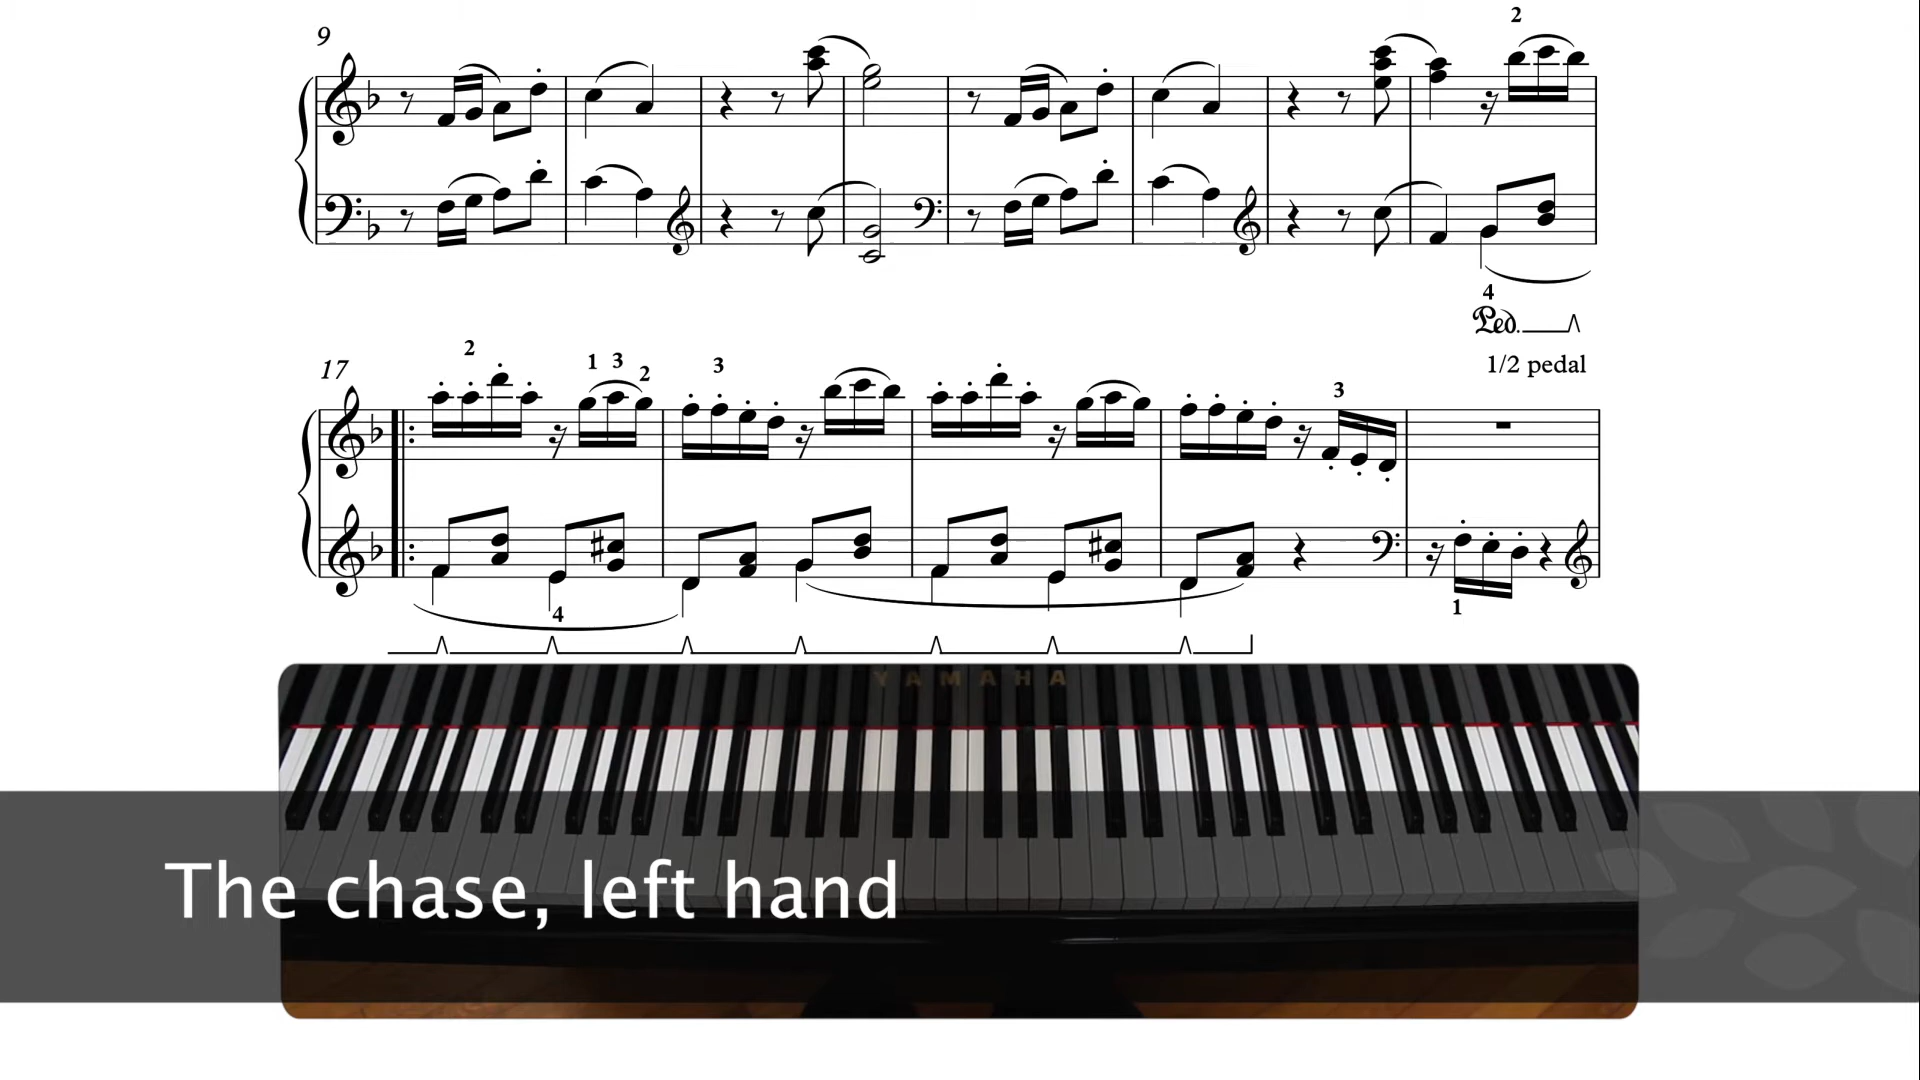 2
9
4
Ped.
1/2 pedal
17
2
1 3 2
3
3
4
1
YAMAHA
The chase, left hand